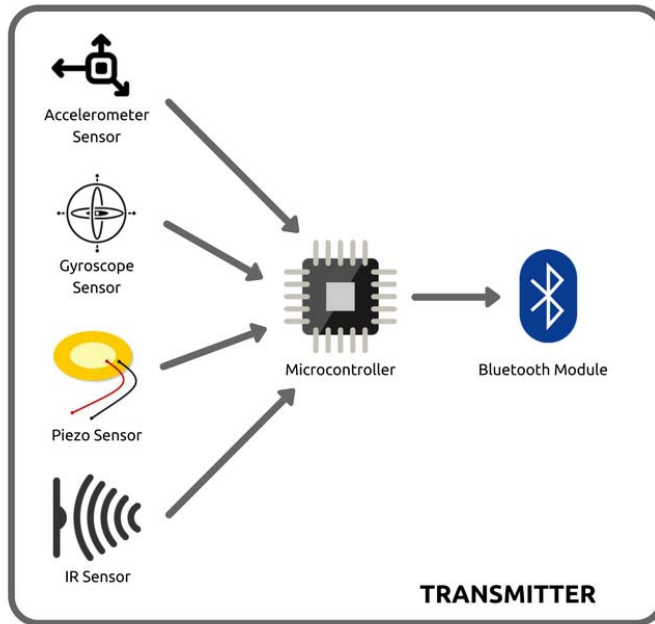 Accelerometer
Sensor
Gyroscope
Sensor
Piezo Sensor
IR Sensor
Microcontroller
Bluetooth Module
TRANSMITTER